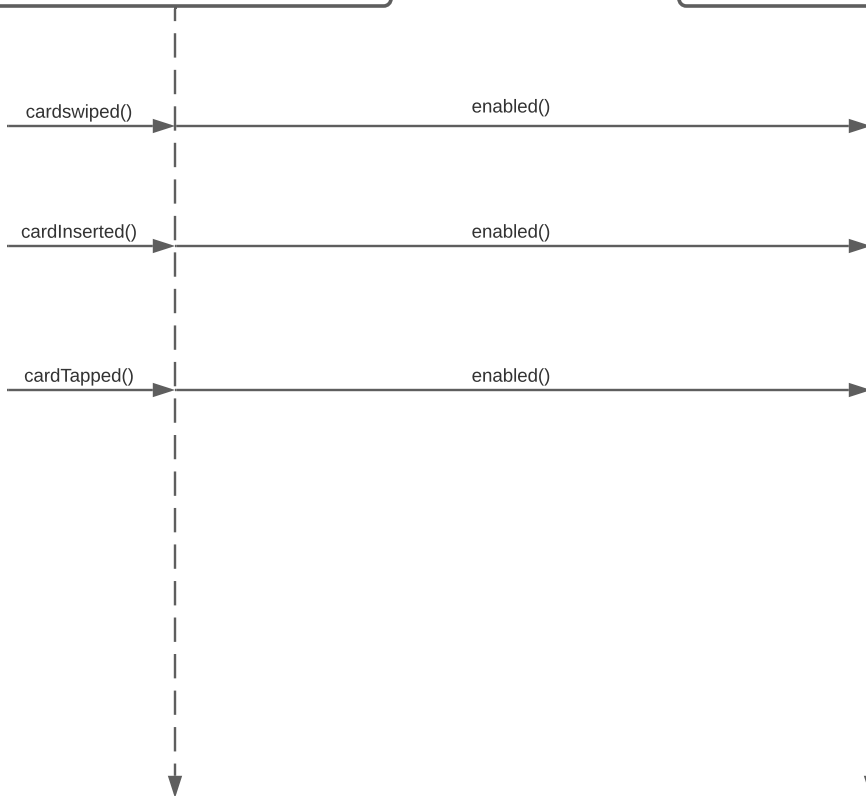 cardswiped()
enabled()
cardInserted()
enabled()
cardTapped()
enabled()